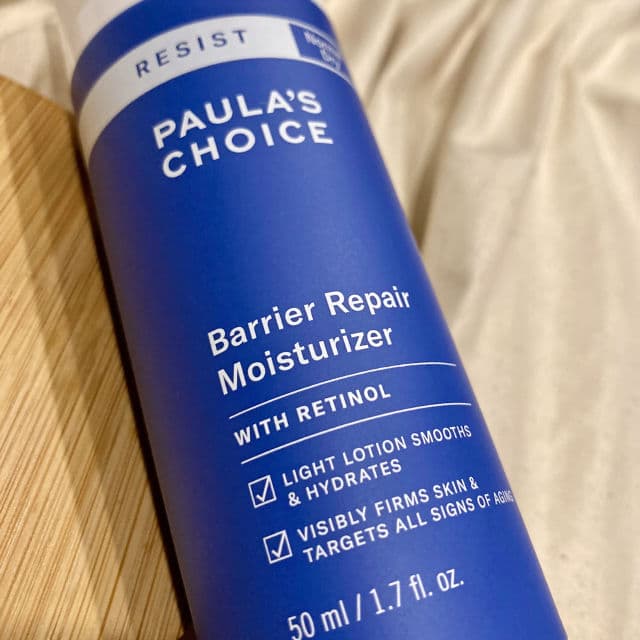 RESIST
PAULA'S
CHOICE
Barrier Repair
Moisturizer
WITH RETINOL
LIGHT LOTION SMOOTHS
& HYDRATES
VISIBLY FIRMS SKIN &
TARGETS ALL SIGNS OF AGING
50 ml / 1.7 fl. oz.